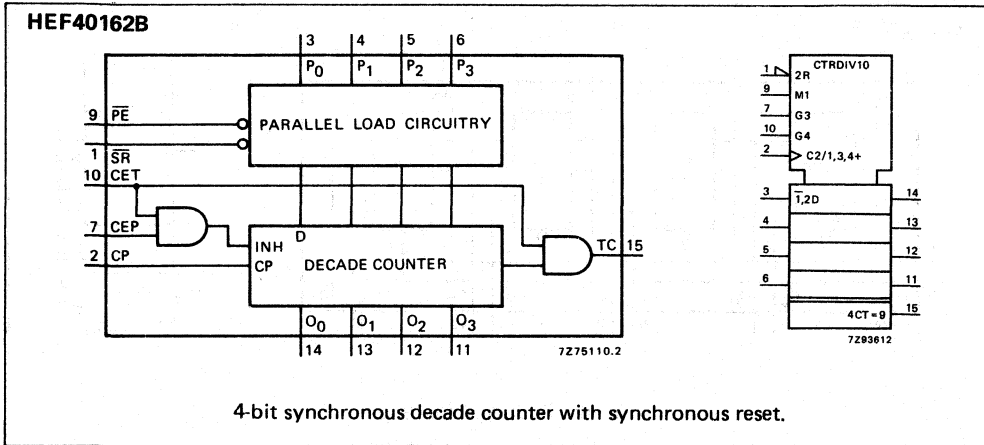 HEF40162B
3 4 5 6
P0 P1 P2 P3
9 PE
PARALLEL LOAD CIRCUITRY
1 SR
10 CET
7 CEP
2 CP
D
INH
CP
DECADE COUNTER
TC 15
O0 O1 O2 O3
14 13 12 11
7Z75110.2
CTRDIV10
1 2R
9 M1
7 G3
10 G4
2 C2/1,3,4+
3 1,2D 14
4 13
5 12
6 11
4CT=9 15
7Z93612
4-bit synchronous decade counter with synchronous reset.